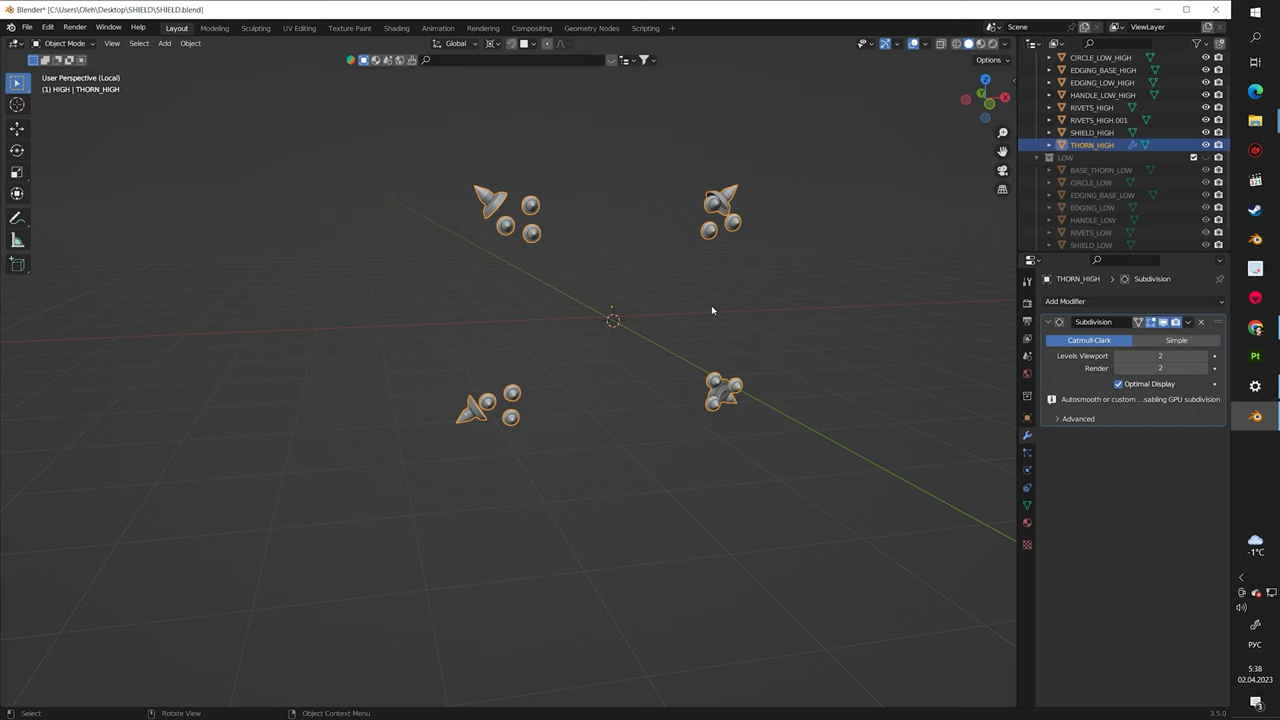 Blender* [C:\Users\Oleh\Desktop\SHIELD\SHIELD.blend]
File Edit Render Window Help Layout Modeling Sculpting UV Editing Texture Paint Shading Animation Rendering Compositing Geometry Nodes Scripting Scene ViewLayer
Object Mode View Select Add Object Global
Options
User Perspective (Local)
(1) HIGH | THORN_HIGH
Z
Y
X
CIRCLE_LOW_HIGH
EDGING_BASE_HIGH
EDGING_LOW_HIGH
HANDLE_LOW_HIGH
RIVETS_HIGH
RIVETS_HIGH.001
SHIELD_HIGH
THORN_HIGH
LOW
BASE_THORN_LOW
CIRCLE_LOW
EDGING_BASE_LOW
EDGING_LOW
HANDLE_LOW
RIVETS_LOW
SHIELD_LOW
THORN_HIGH > Subdivision
Add Modifier
Subdivision
Catmull-Clark Simple
Levels Viewport 2
Render 2
Optimal Display
Autosmooth or custom ...sabling GPU subdivision
Advanced
Pt
-1°C
РУС
5:38
02.04.2023
3
Select Rotate View Object Context Menu 3.5.0